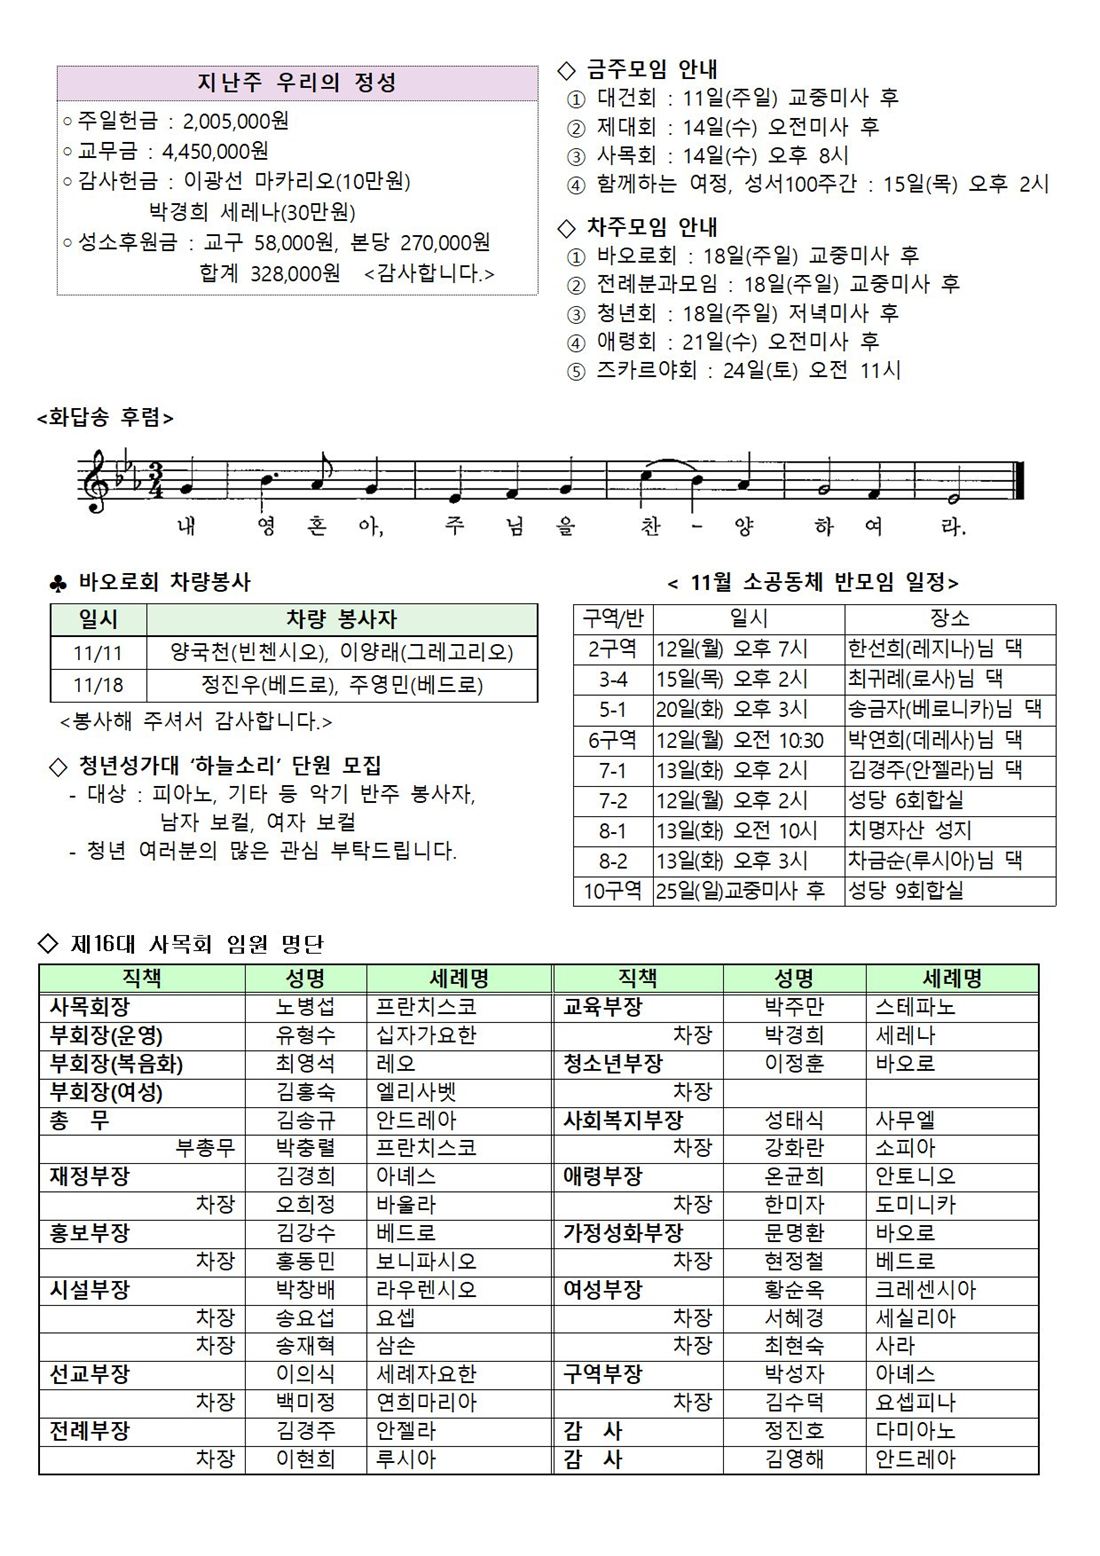 지난주 우리의 정성
○ 주일헌금 : 2,005,000원
○ 교무금 : 4,450,000원
○ 감사헌금 : 이광선 마카리오(10만원)
박경희 세레나(30만원)
○ 성소후원금 : 교구 58,000원, 본당 270,000원
합계 328,000원 <감사합니다.>
◇ 금주모임 안내
① 대건회 : 11일(주일) 교중미사 후
② 제대회 : 14일(수) 오전미사 후
③ 사목회 : 14일(수) 오후 8시
④ 함께하는 여정, 성서100주간 : 15일(목) 오후 2시
◇ 차주모임 안내
① 바오로회 : 18일(주일) 교중미사 후
② 전례분과모임 : 18일(주일) 교중미사 후
③ 청년회 : 18일(주일) 저녁미사 후
④ 애령회 : 21일(수) 오전미사 후
⑤ 즈카르야회 : 24일(토) 오전 11시
<화답송 후렴>
3
4
내 영 혼 아, 주 님 을 찬 - 양 하 여 라.
♣ 바오로회 차량봉사
일시 차량 봉사자
11/11 양국천(빈첸시오), 이양래(그레고리오)
11/18 정진우(베드로), 주영민(베드로)
<봉사해 주셔서 감사합니다.>
◇ 청년성가대 ‘하늘소리’ 단원 모집
- 대상 : 피아노, 기타 등 악기 반주 봉사자,
남자 보컬, 여자 보컬
- 청년 여러분의 많은 관심 부탁드립니다.
< 11월 소공동체 반모임 일정>
구역/반 일시 장소
2구역 12일(월) 오후 7시 한선희(레지나)님 댁
3-4 15일(목) 오후 2시 최귀례(로사)님 댁
5-1 20일(화) 오후 3시 송금자(베로니카)님 댁
6구역 12일(월) 오전 10:30 박연희(데레사)님 댁
7-1 13일(화) 오후 2시 김경주(안젤라)님 댁
7-2 12일(월) 오후 2시 성당 6회합실
8-1 13일(화) 오전 10시 치명자산 성지
8-2 13일(화) 오후 3시 차금순(루시아)님 댁
10구역 25일(일)교중미사 후 성당 9회합실
◇ 제16대 사목회 임원 명단
직책 성명 세례명 직책 성명 세례명
사목회장 노병섭 프란치스코 교육부장 박주만 스테파노
부회장(운영) 유형수 십자가요한 차장 박경희 세레나
부회장(복음화) 최영석 레오 청소년부장 이정훈 바오로
부회장(여성) 김홍숙 엘리사벳 차장
총 무 김송규 안드레아 사회복지부장 성태식 사무엘
부총무 박충렬 프란치스코 차장 강화란 소피아
재정부장 김경희 아녜스 애령부장 온균희 안토니오
차장 오희정 바울라 차장 한미자 도미니카
홍보부장 김강수 베드로 가정성화부장 문명환 바오로
차장 홍동민 보니파시오 차장 현정철 베드로
시설부장 박창배 라우렌시오 여성부장 황순옥 크레센시아
차장 송요섭 요셉 차장 서혜경 세실리아
차장 송재혁 삼손 차장 최현숙 사라
선교부장 이의식 세례자요한 구역부장 박성자 아녜스
차장 백미정 연희마리아 차장 김수덕 요셉피나
전례부장 김경주 안젤라 감 사 정진호 다미아노
차장 이현희 루시아 감 사 김영해 안드레아